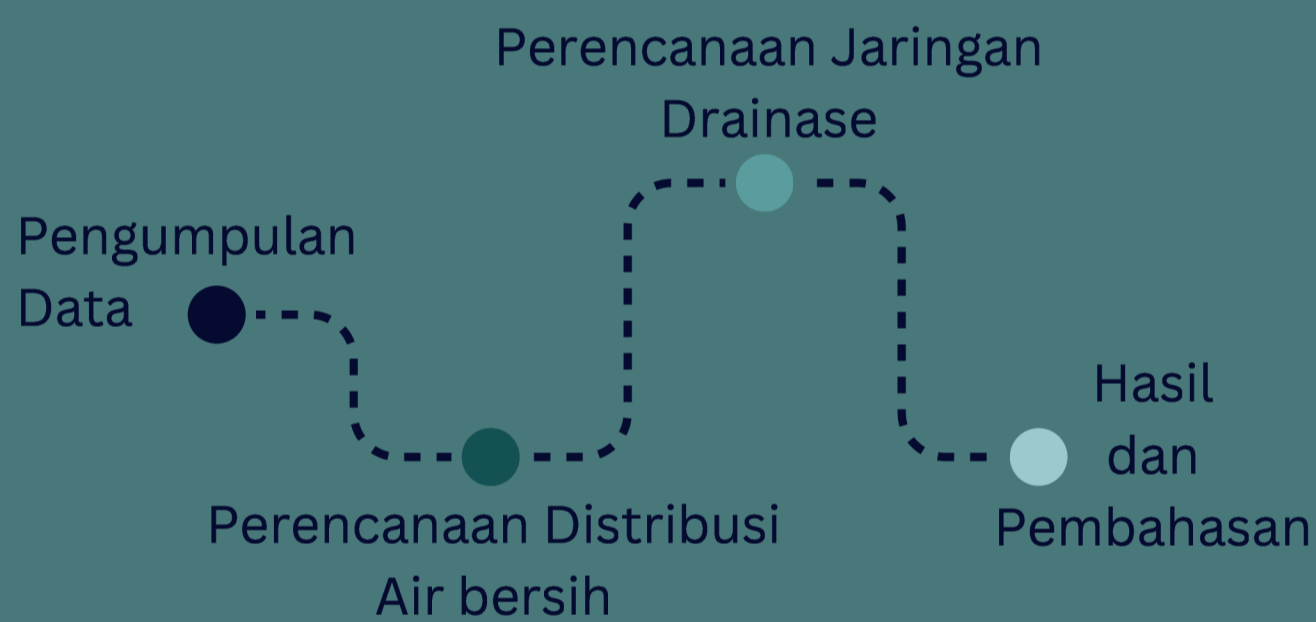 Pengumpulan
Data
Perencanaan Distribusi
Air bersih
Perencanaan Jaringan
Drainase
Hasil
dan
Pembahasan